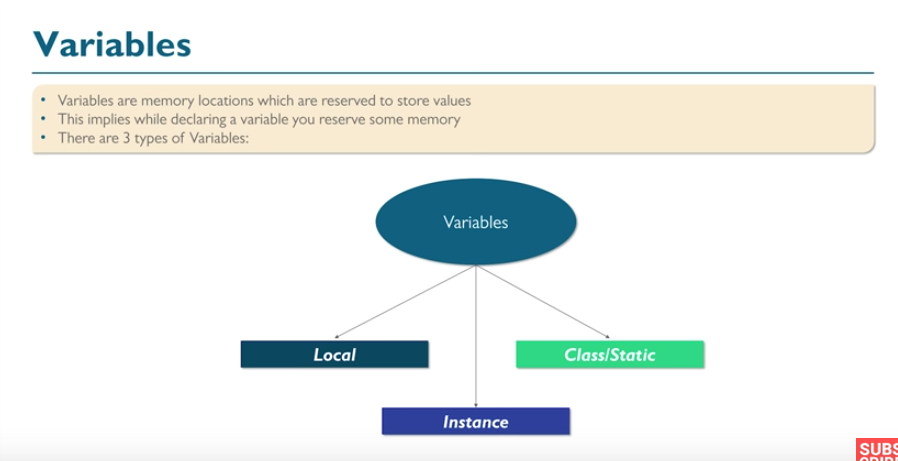 Variables
• Variables are memory locations which are reserved to store values
• This implies while declaring a variable you reserve some memory
• There are 3 types of Variables:
Variables
Local
Class/Static
Instance
SUBS